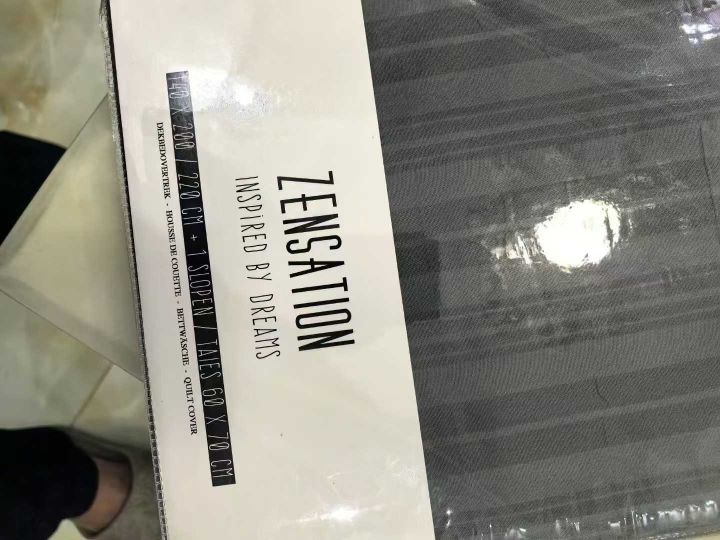 ZENSATION
INSPiRED BY DREAMS
140 X 200 / 220 CM + 1 SLOPEN / TAIES 60 X 70 CM
DEKBEDOVERTREK - HOUSSE DE COUETTE - BETTWÄSCHE - QUILT COVER